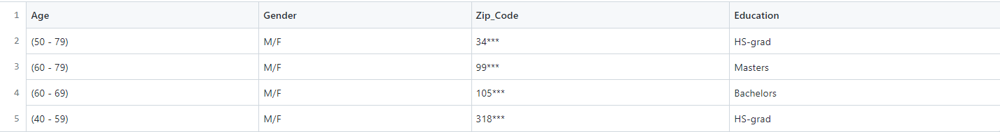 1 Age Gender Zip_Code Education
2 (50 - 79) M/F 34*** HS-grad
3 (60 - 79) M/F 99*** Masters
4 (60 - 69) M/F 105*** Bachelors
5 (40 - 59) M/F 318*** HS-grad